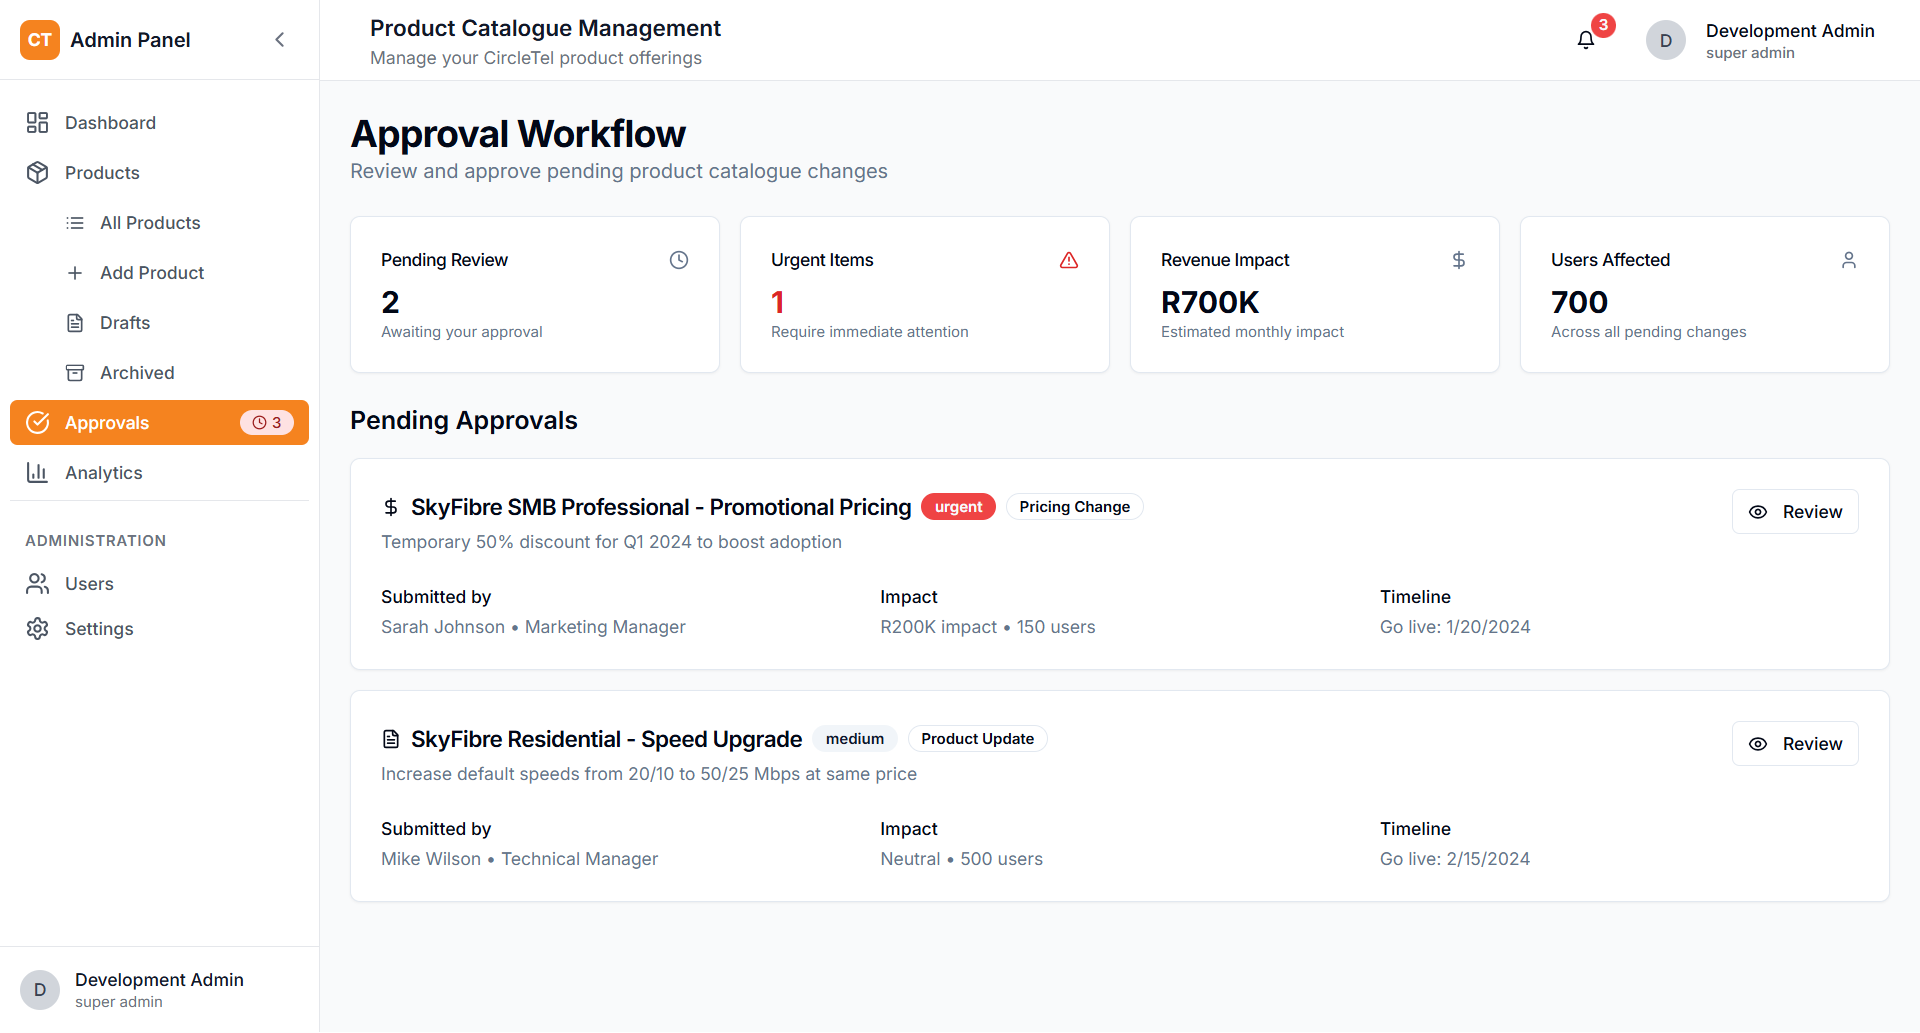 CT Admin Panel
Product Catalogue Management
Manage your CircleTel product offerings
3
D
Development Admin
super admin
Dashboard
Products
All Products
Add Product
Drafts
Archived
Approvals 3
Analytics
ADMINISTRATION
Users
Settings
D
Development Admin
super admin
Approval Workflow
Review and approve pending product catalogue changes
Pending Review
2
Awaiting your approval
Urgent Items
1
Require immediate attention
Revenue Impact
R700K
Estimated monthly impact
Users Affected
700
Across all pending changes
Pending Approvals
SkyFibre SMB Professional - Promotional Pricing urgent Pricing Change Review
Temporary 50% discount for Q1 2024 to boost adoption
Submitted by
Sarah Johnson • Marketing Manager
Impact
R200K impact • 150 users
Timeline
Go live: 1/20/2024
SkyFibre Residential - Speed Upgrade medium Product Update Review
Increase default speeds from 20/10 to 50/25 Mbps at same price
Submitted by
Mike Wilson • Technical Manager
Impact
Neutral • 500 users
Timeline
Go live: 2/15/2024